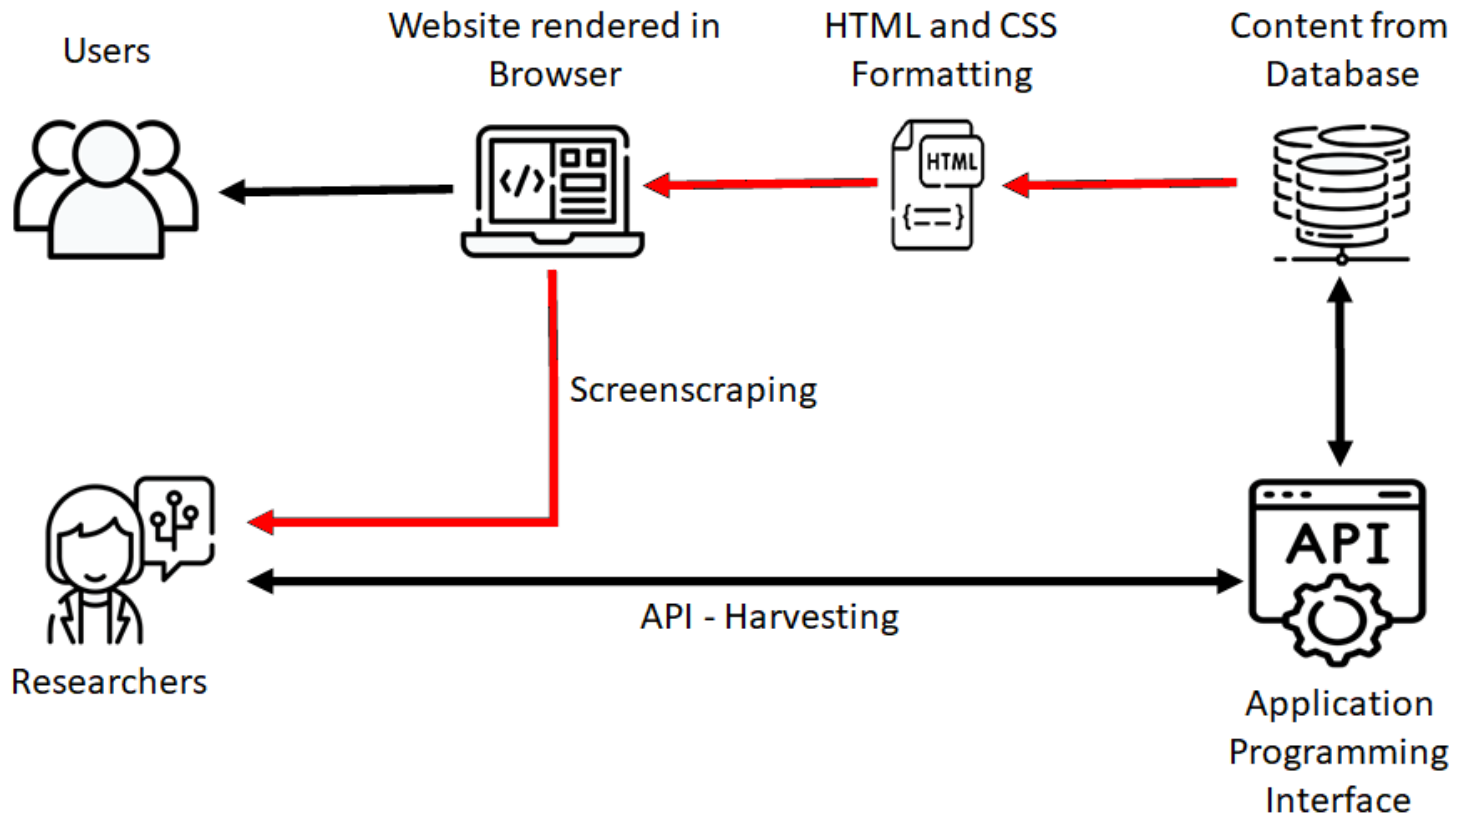 Users
Website rendered in
Browser
HTML and CSS
Formatting
Content from
Database
</>
HTML
{==}
Screenscraping
API
API - Harvesting
Researchers
Application
Programming
Interface